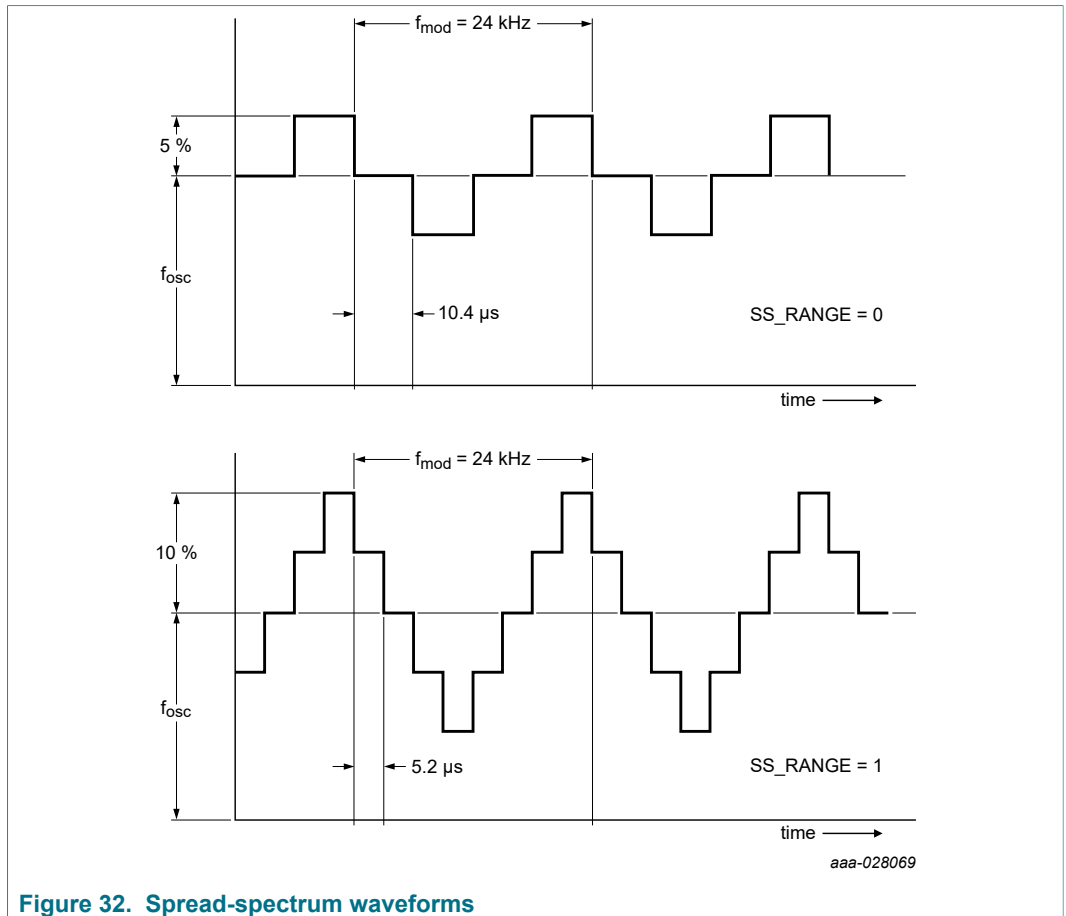 fmod = 24 kHz
5 %
fosc
10.4 µs
SS_RANGE = 0
time
fmod = 24 kHz
10 %
fosc
5.2 µs
SS_RANGE = 1
time
aaa-028069
Figure 32. Spread-spectrum waveforms